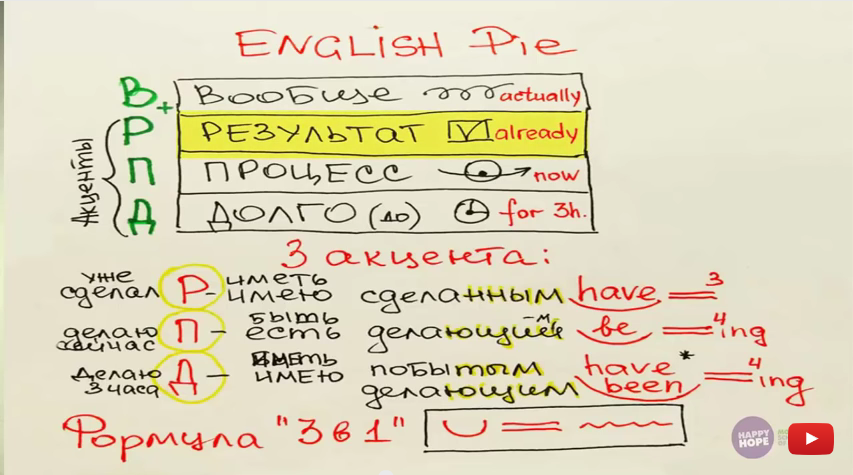 ENGLISH Pie
В+ Вообще actually
Р РЕЗУЛЬТАТ V already
П ПРОЦЕСС now
Д ДОЛГО (до) for 3h.
Акценты
3 акцента:
уже сделал Р - иметь имею сделанным have 3
делаю сейчас П - быть есть делающий -м be 4 ing
Делаю 3 часа Д - иметь имею побытым делающим have been * 4 ing
Формула "3 в 1"
HAPPY HOPE